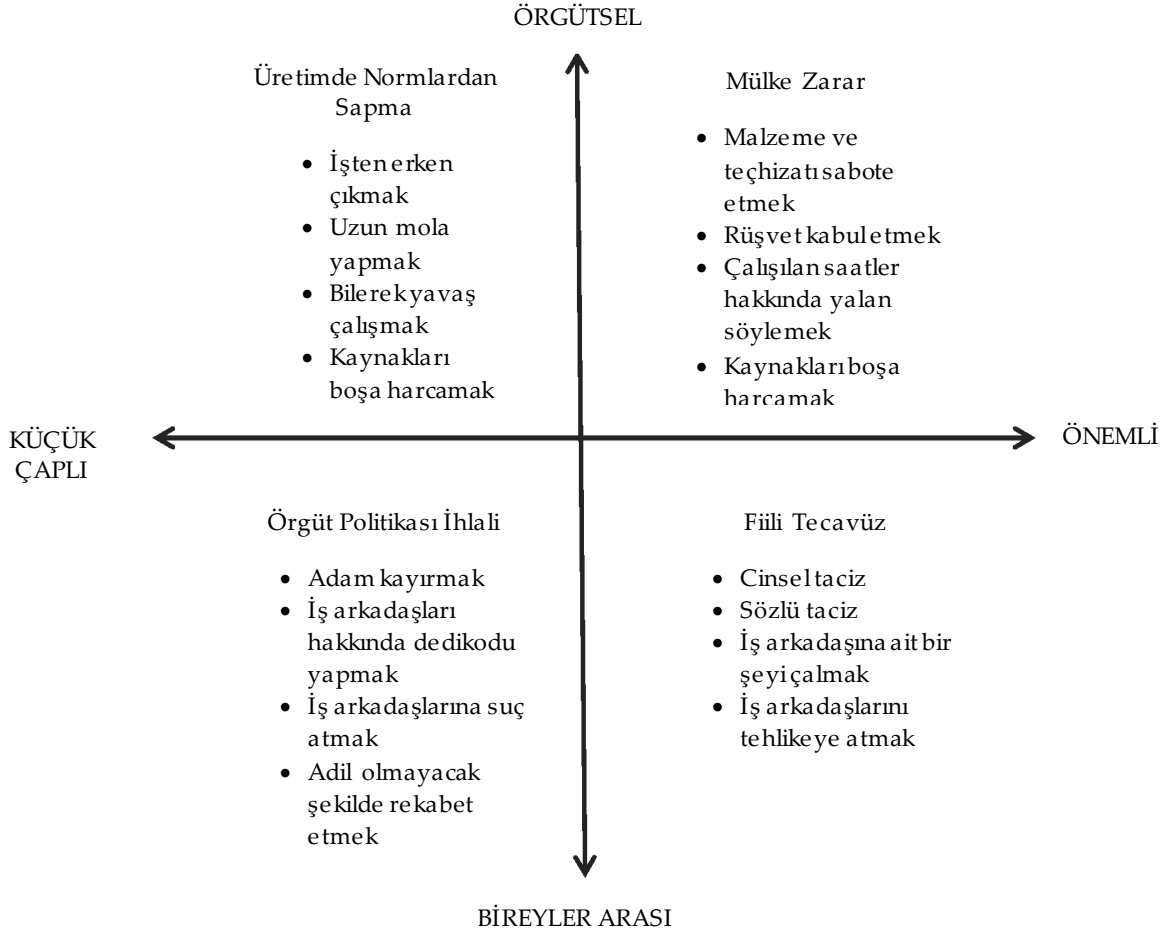 ÖRGÜTSEL
Üretimde Normlardan
Sapma
• İşten erken
çıkmak
• Uzun mola
yapmak
• Bilerek yavaş
çalışmak
• Kaynakları
boşa harcamak
Mülke Zarar
• Malzeme ve
teçhizatı sabote
etmek
• Rüşvet kabul etmek
• Çalışılan saatler
hakkında yalan
söylemek
• Kaynakları boşa
harcamak
KÜÇÜK
ÇAPLI
ÖNEMLİ
Örgüt Politikası İhlali
• Adam kayırmak
• İş arkadaşları
hakkında dedikodu
yapmak
• İş arkadaşlarına suç
atmak
• Adil olmayacak
şekilde rekabet
etmek
Fiili Tecavüz
• Cinsel taciz
• Sözlü taciz
• İş arkadaşına ait bir
şeyi çalmak
• İş arkadaşlarını
tehlikeye atmak
BİREYLER ARASI